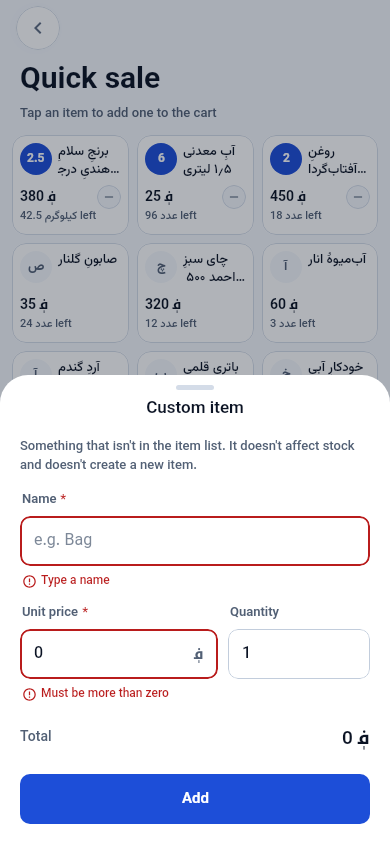 Quick sale
Tap an item to add one to the cart
2.5 برنجِ سلامِ
هندیِ درج...
380 ؋
42.5 کیلوگرم left
6 آبِ معدنی
۱٫۵ لیتری
25 ؋
96 عدد left
2 روغنِ
آفتاب‌گردا...
450 ؋
18 عدد left
ص صابونِ گلنار
35 ؋
24 عدد left
چ چای سبزِ
احمد ۵۰۰...
320 ؋
12 عدد left
آ آب‌میوهٔ انار
60 ؋
3 عدد left
آردِ گندم
باتری قلمی
خودکار آبی
Custom item
Something that isn't in the item list. It doesn't affect stock
and doesn't create a new item.
Name *
e.g. Bag
Type a name
Unit price *
Quantity
0 ؋
1
Must be more than zero
Total
0 ؋
Add